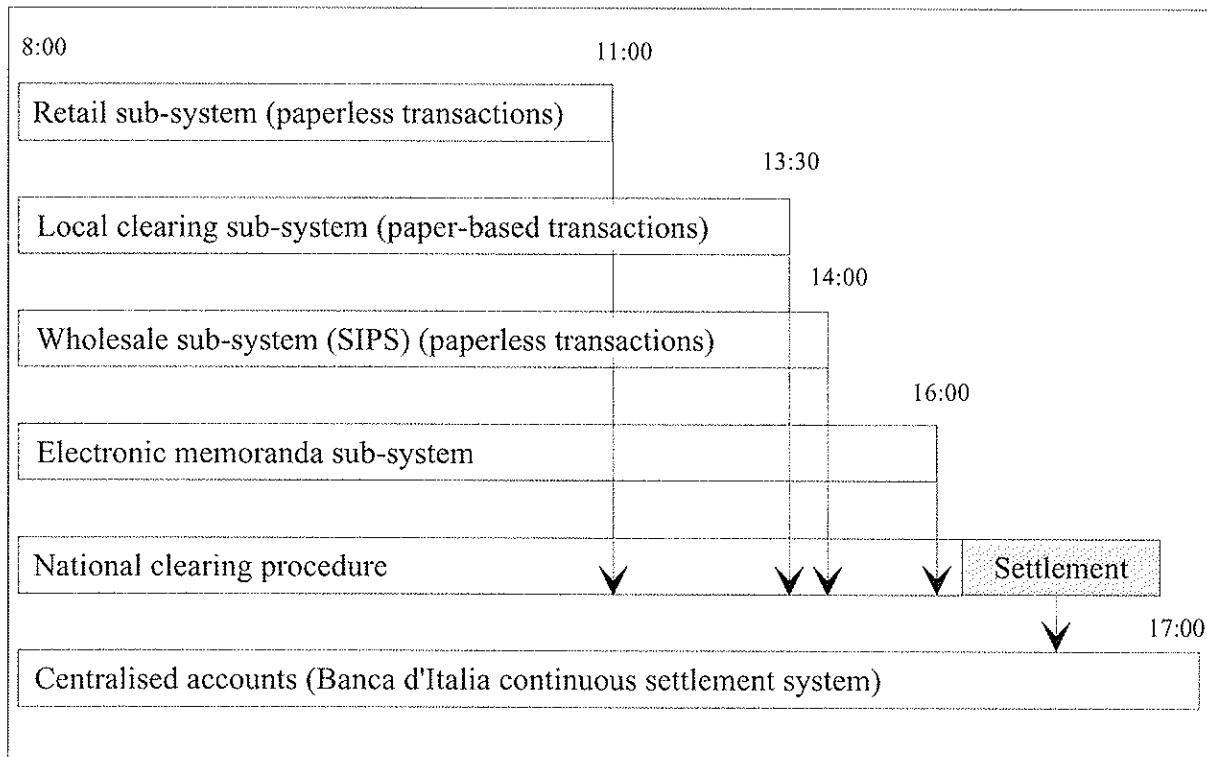 8:00
11:00
Retail sub-system (paperless transactions)
13:30
Local clearing sub-system (paper-based transactions)
14:00
Wholesale sub-system (SIPS) (paperless transactions)
16:00
Electronic memoranda sub-system
National clearing procedure
Settlement
17:00
Centralised accounts (Banca d'Italia continuous settlement system)